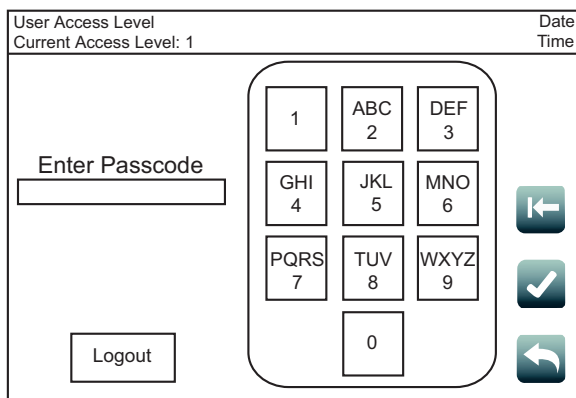 User Access Level
Date
Current Access Level: 1
Time
Enter Passcode
1
ABC
2
DEF
3
GHI
4
JKL
5
MNO
6
PQRS
7
TUV
8
WXYZ
9
0
Logout